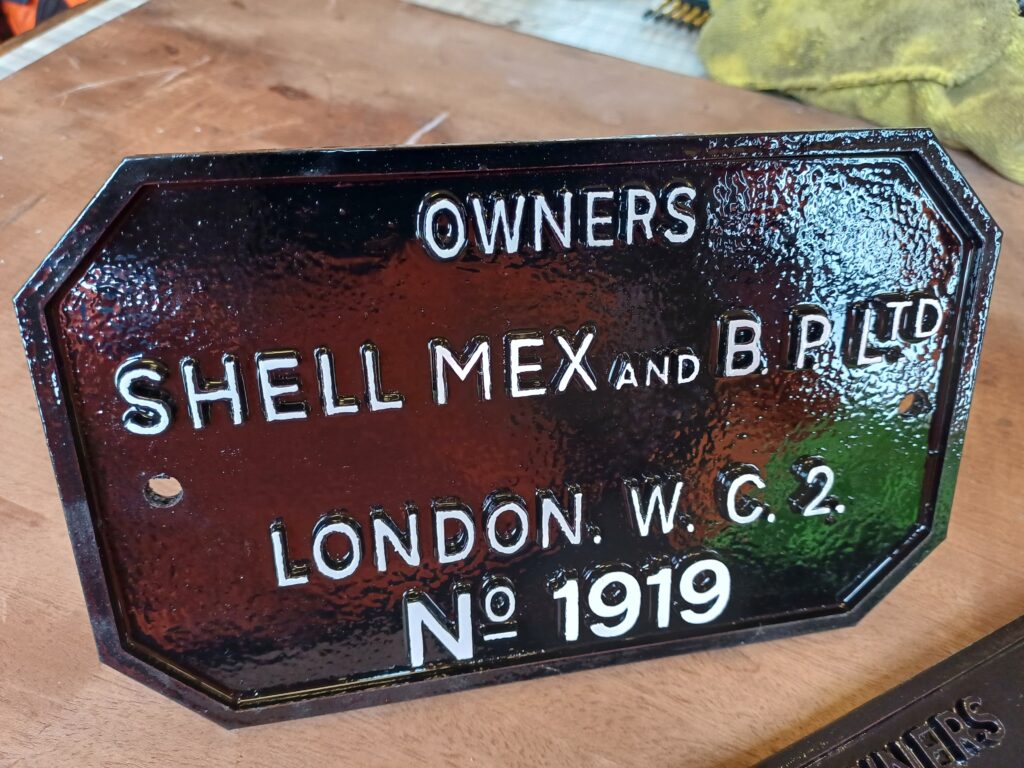 OWNERS
SHELL MEX AND B. P. LTD
LONDON. W. C. 2.
Nº 1919
OWNERS